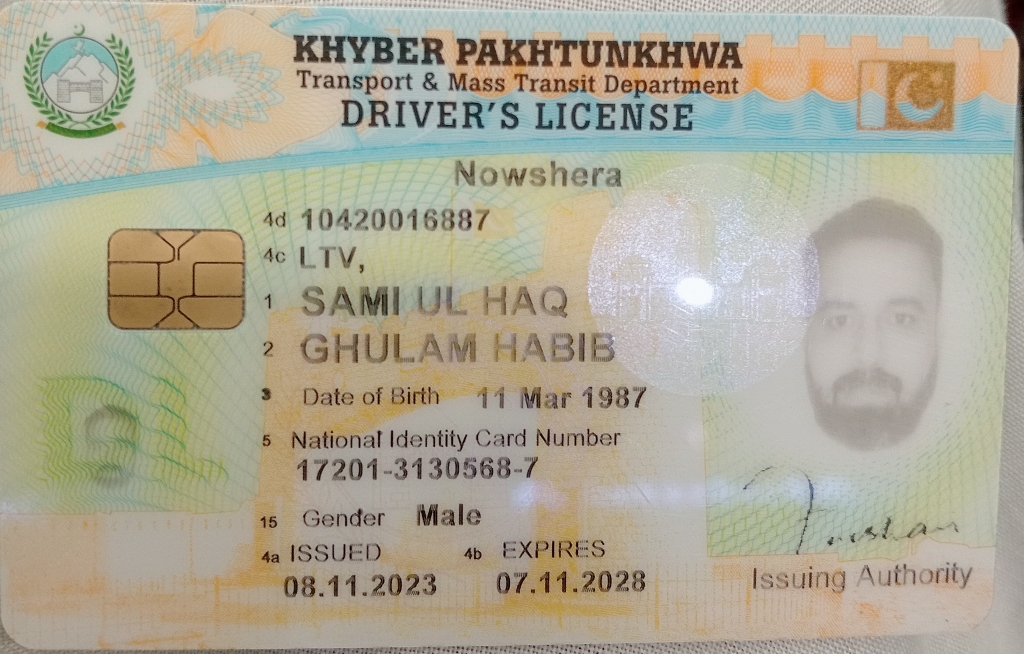 KHYBER PAKHTUNKHWA
Transport & Mass Transit Department
DRIVER'S LICENSE
Nowshera
4d 10420016887
4c LTV,
1 SAMI UL HAQ
2 GHULAM HABIB
3 Date of Birth 11 Mar 1987
5 National Identity Card Number
17201-3130568-7
15 Gender Male
4a ISSUED 4b EXPIRES
08.11.2023 07.11.2028
Issuing Authority